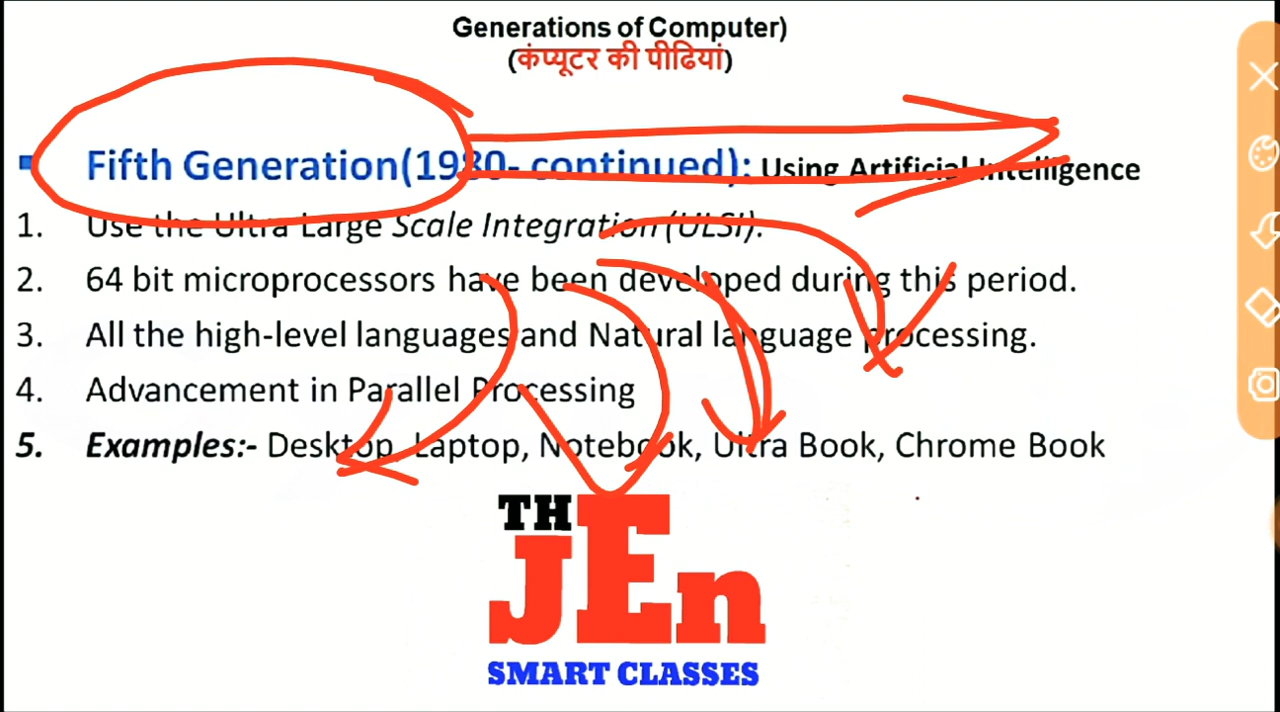 Generations of Computer)
(कंप्यूटर की पीढियां)
Fifth Generation(1980- continued): Using Artificial Intelligence
1. Use the Ultra Large Scale Integration (ULSI).
2. 64 bit microprocessors have been developed during this period.
3. All the high-level languages and Natural language processing.
4. Advancement in Parallel Processing
5. Examples:- Desktop, Laptop, Notebook, Ultra Book, Chrome Book
TH
JEn
SMART CLASSES